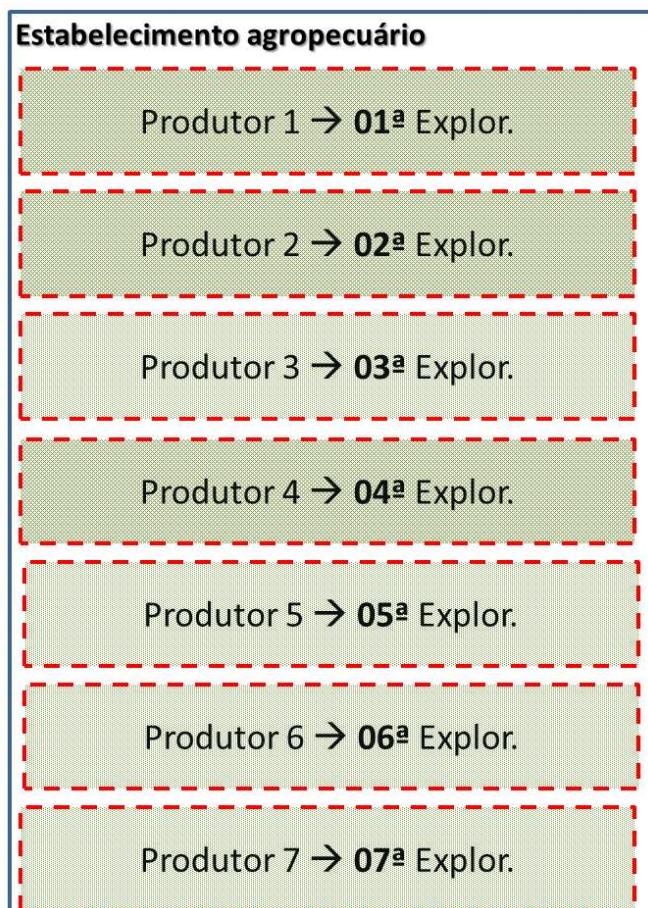 Estabelecimento agropecuário
Produtor 1 → 01ª Explor.
Produtor 2 → 02ª Explor.
Produtor 3 → 03ª Explor.
Produtor 4 → 04ª Explor.
Produtor 5 → 05ª Explor.
Produtor 6 → 06ª Explor.
Produtor 7 → 07ª Explor.